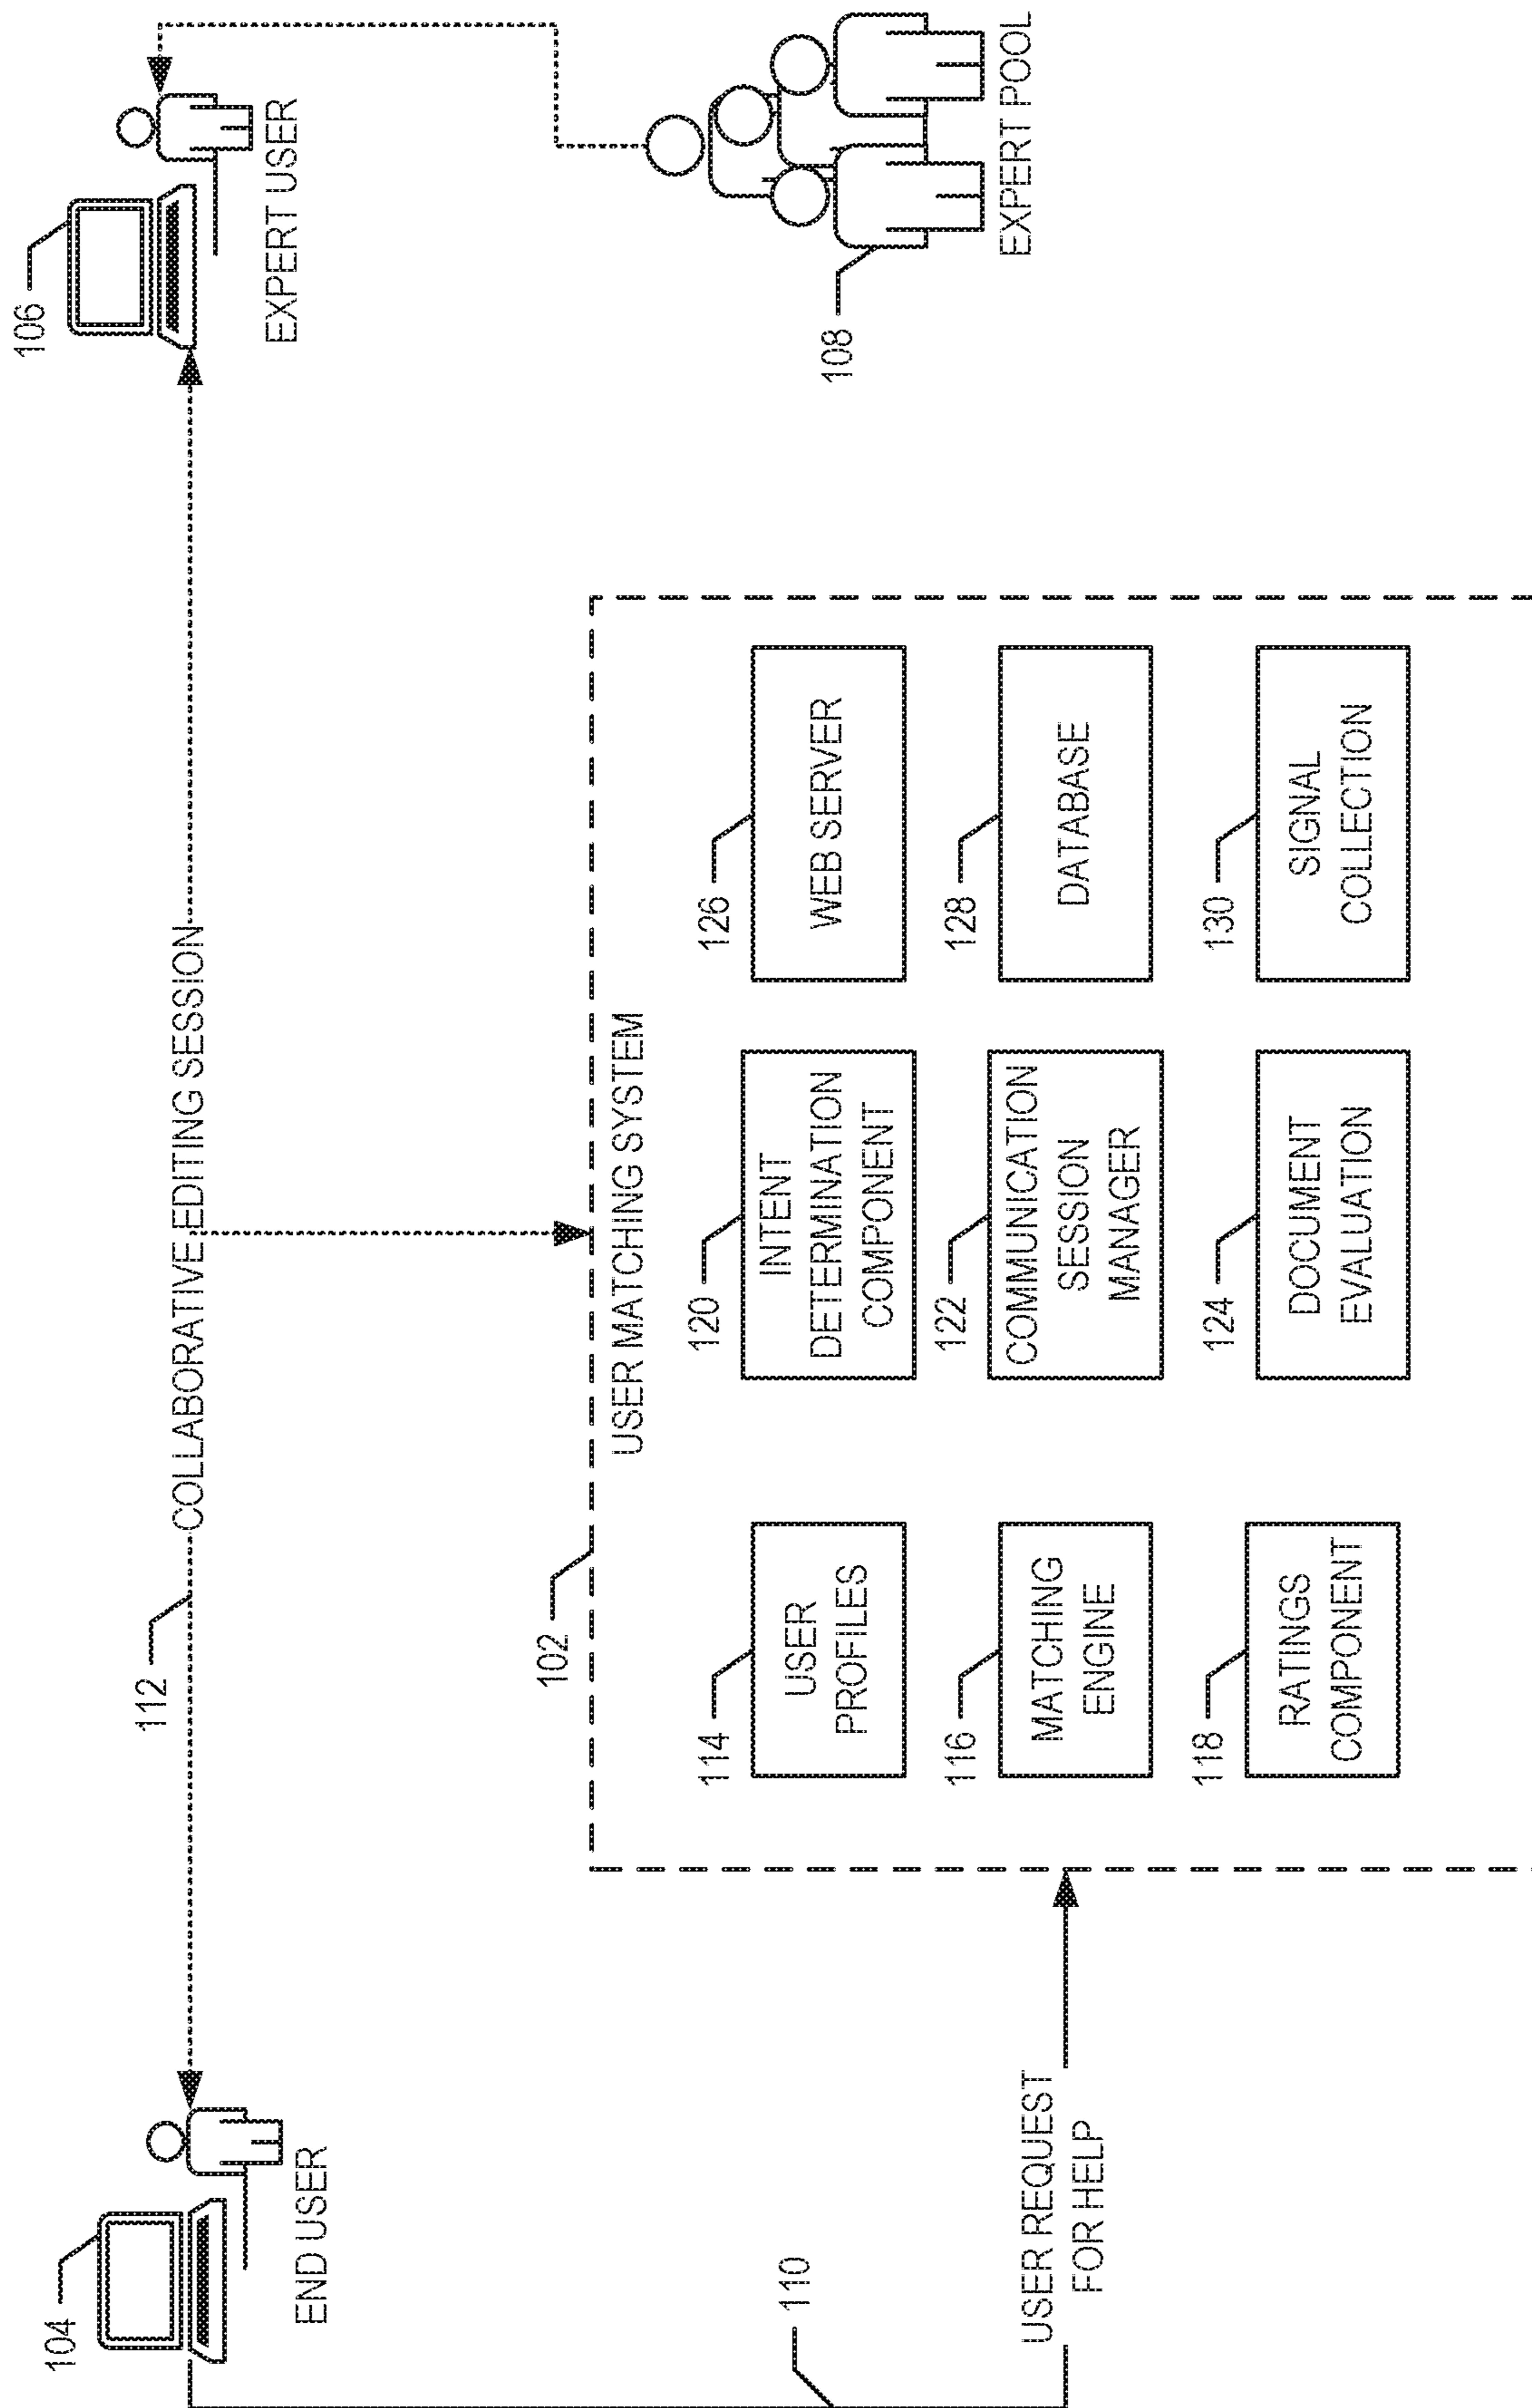 104
END USER
112
COLLABORATIVE EDITING SESSION
106
EXPERT USER
110
USER REQUEST
FOR HELP
102
USER MATCHING SYSTEM
114
USER
PROFILES
120
INTENT
DETERMINATION
COMPONENT
126
WEB SERVER
116
MATCHING
ENGINE
122
COMMUNICATION
SESSION
MANAGER
128
DATABASE
118
RATINGS
COMPONENT
124
DOCUMENT
EVALUATION
130
SIGNAL
COLLECTION
108
EXPERT POOL